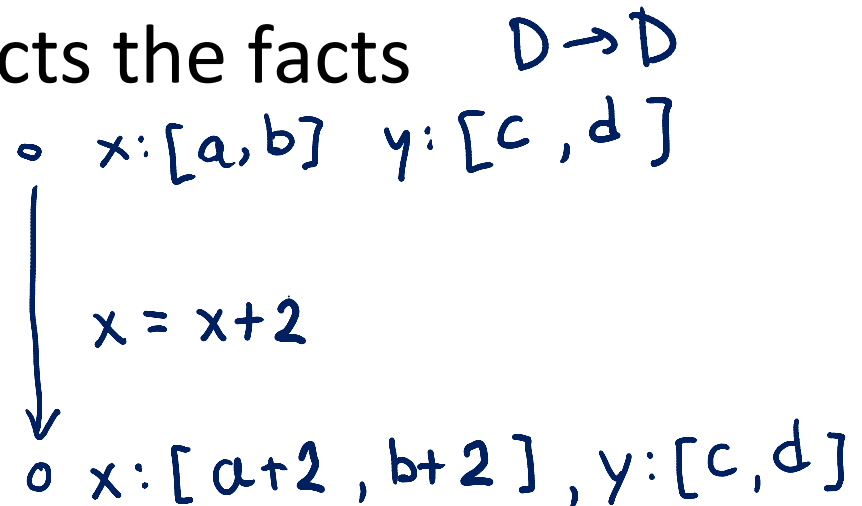 cts the facts D→D
x:[a,b] y:[c,d]
x = x+2
x:[a+2,b+2], y:[c,d]